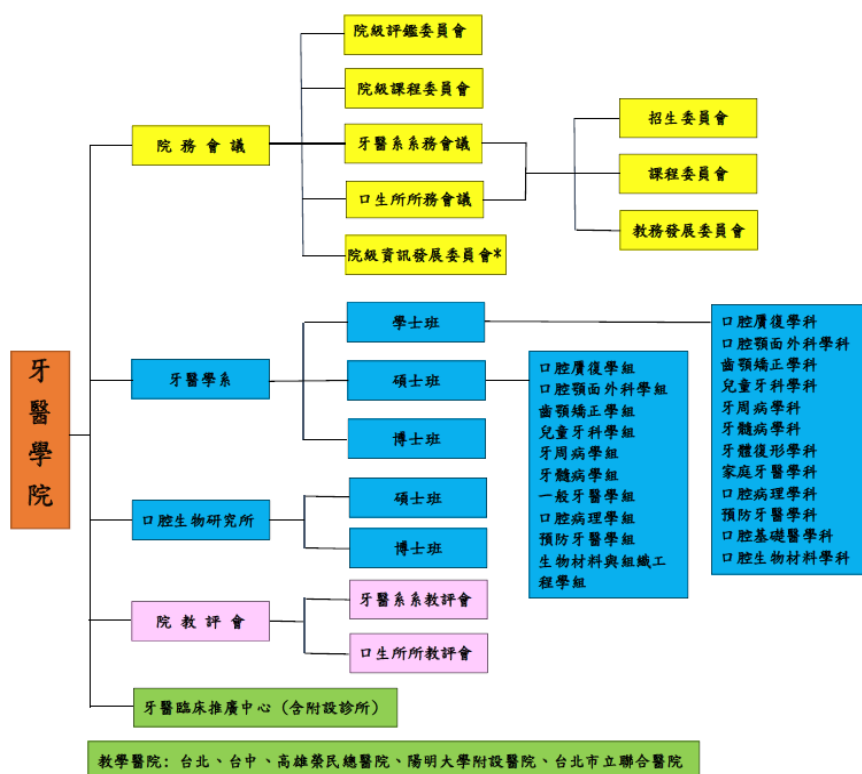 牙醫學院
院務會議
院級評鑑委員會
院級課程委員會
牙醫系系務會議
口生所所務會議
院級資訊發展委員會*
招生委員會
課程委員會
教務發展委員會
牙醫學系
學士班
碩士班
博士班
口腔贋復學科
口腔顎面外科學科
齒顎矯正學科
兒童牙科學科
牙周病學科
牙髓病學科
牙體復形學科
家庭牙醫學科
口腔病理學科
預防牙醫學科
口腔基礎醫學科
口腔生物材料學科
口腔贋復學組
口腔顎面外科學組
齒顎矯正學組
兒童牙科學組
牙周病學組
牙髓病學組
一般牙醫學組
口腔病理學組
預防牙醫學組
生物材料與組織工
程學組
口腔生物研究所
碩士班
博士班
院教評會
牙醫系系教評會
口生所所教評會
牙醫臨床推廣中心（含附設診所）
教學醫院：台北、台中、高雄榮民總醫院、陽明大學附設醫院、台北市立聯合醫院